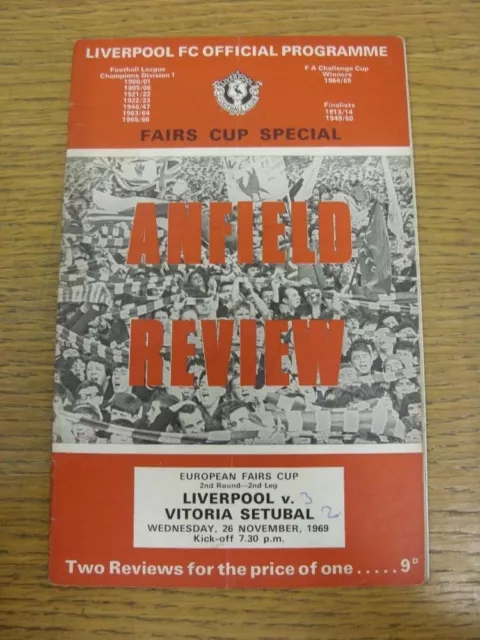 LIVERPOOL FC OFFICIAL PROGRAMME
Football League
Champions Division 1
1900/01
1905/06
1921/22
1922/23
1946/47
1963/64
1965/66
F A Challenge Cup
Winners
1964/65
Finalists
1913/14
1949/50
FAIRS CUP SPECIAL
ANFIELD
REVIEW
EUROPEAN FAIRS CUP
2nd Round—2nd Leg
LIVERPOOL v. 3
VITORIA SETUBAL 2
WEDNESDAY, 26 NOVEMBER, 1969
Kick-off 7.30 p.m.
Two Reviews for the price of one.....9D